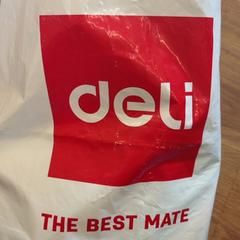 deli
THE BEST MATE